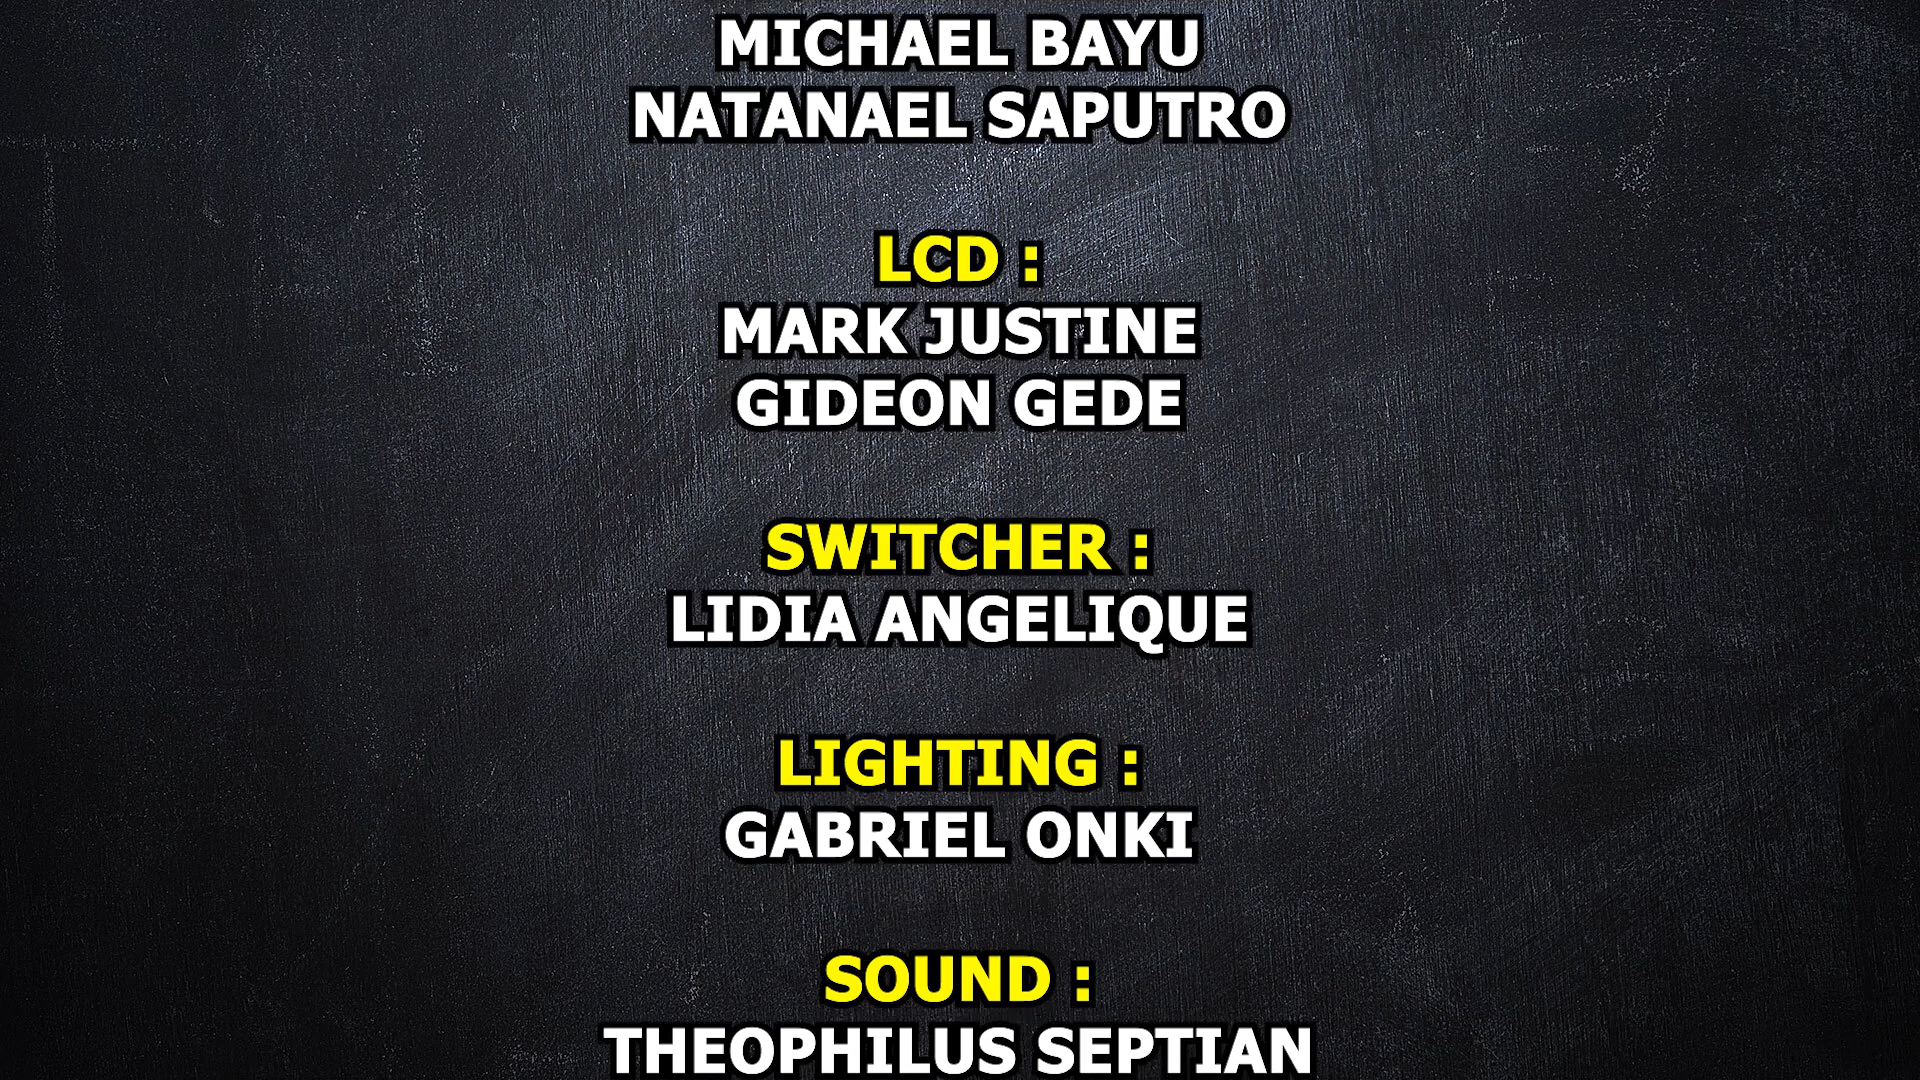 MICHAEL BAYU
NATANAEL SAPUTRO
LCD :
MARK JUSTINE
GIDEON GEDE
SWITCHER :
LIDIA ANGELIQUE
LIGHTING :
GABRIEL ONKI
SOUND :
THEOPHILUS SEPTIAN